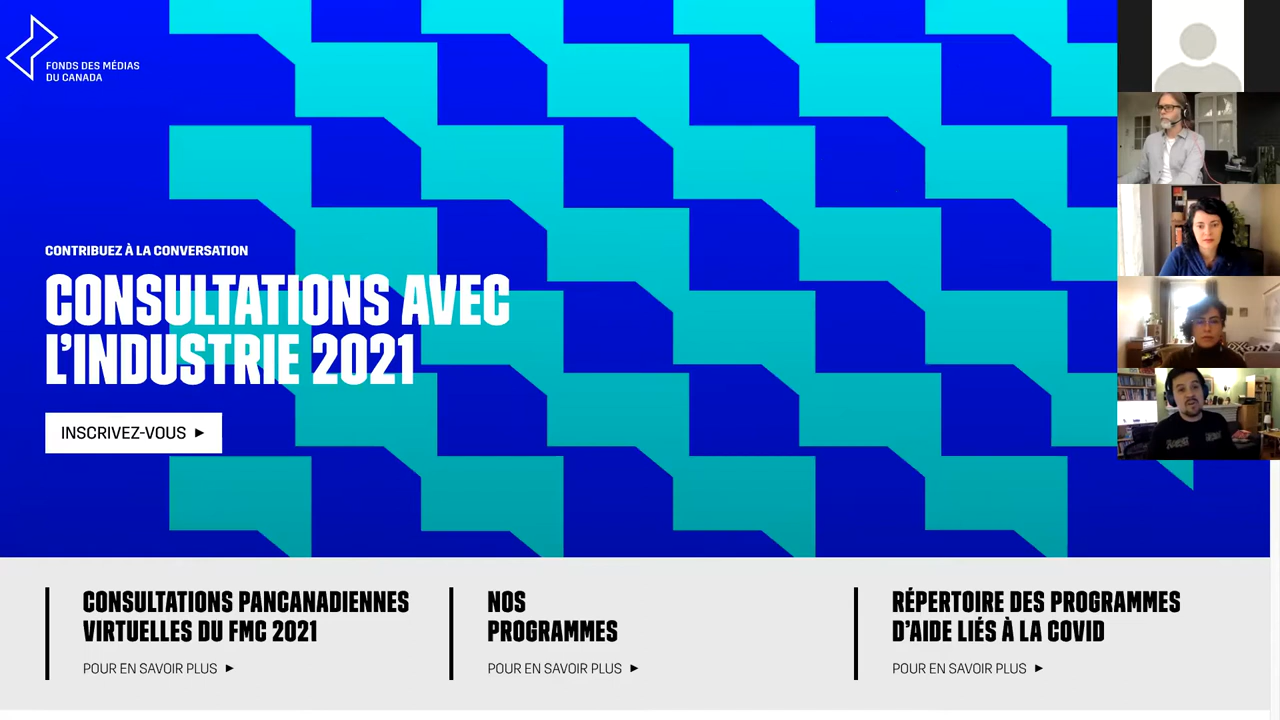 FONDS DES MÉDIAS
DU CANADA
CONTRIBUEZ À LA CONVERSATION
CONSULTATIONS AVEC
L'INDUSTRIE 2021
INSCRIVEZ-VOUS ►
CONSULTATIONS PANCANADIENNES
VIRTUELLES DU FMC 2021
POUR EN SAVOIR PLUS ►
NOS
PROGRAMMES
POUR EN SAVOIR PLUS ►
RÉPERTOIRE DES PROGRAMMES
D'AIDE LIÉS À LA COVID
POUR EN SAVOIR PLUS ►